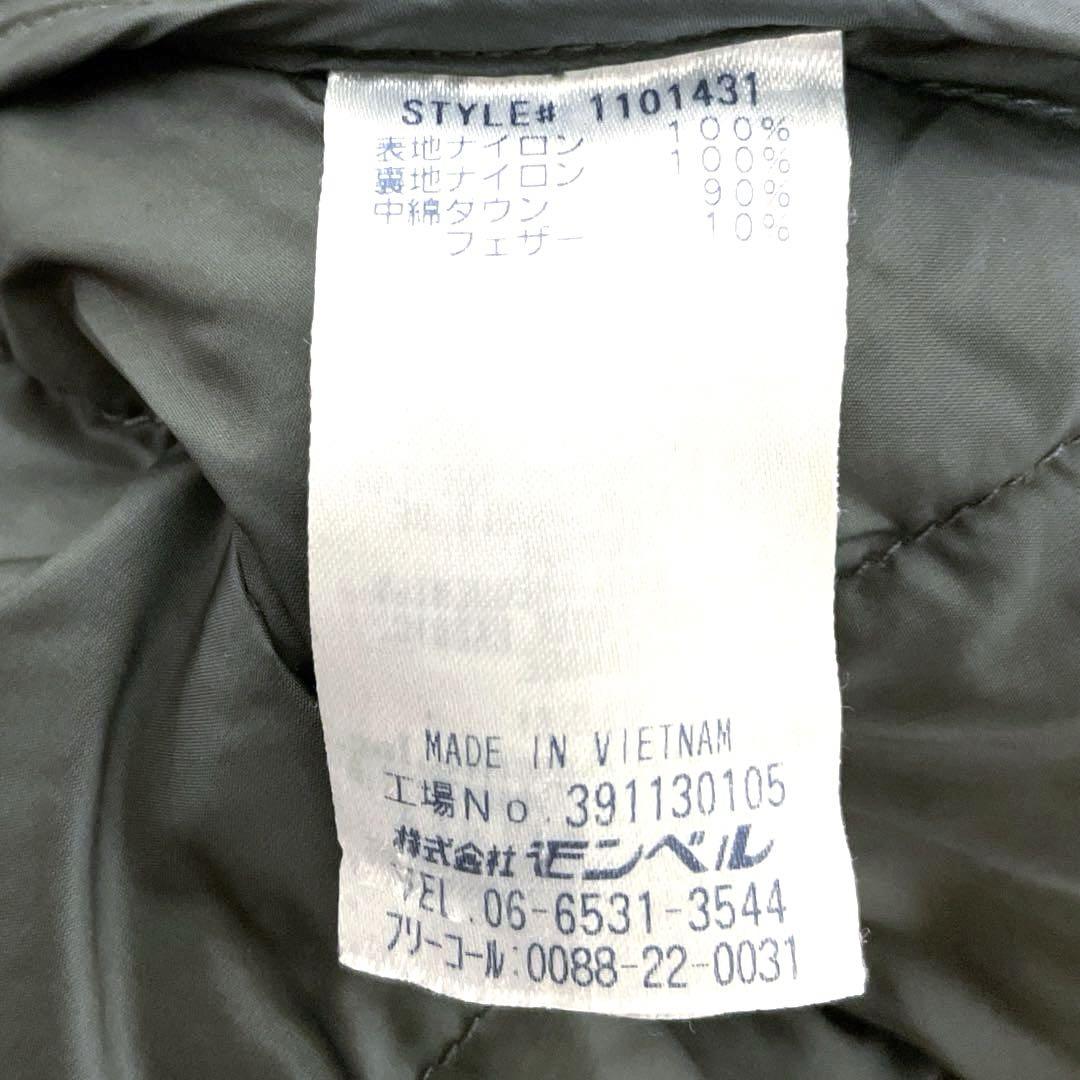 STYLE# 1101431
表地ナイロン 100%
裏地ナイロン 100%
中綿ダウン 90%
フェザー 10%
MADE IN VIETNAM
工場No.391130105
株式会社モンベル
TEL.06-6531-3544
フリーコール:0088-22-0031